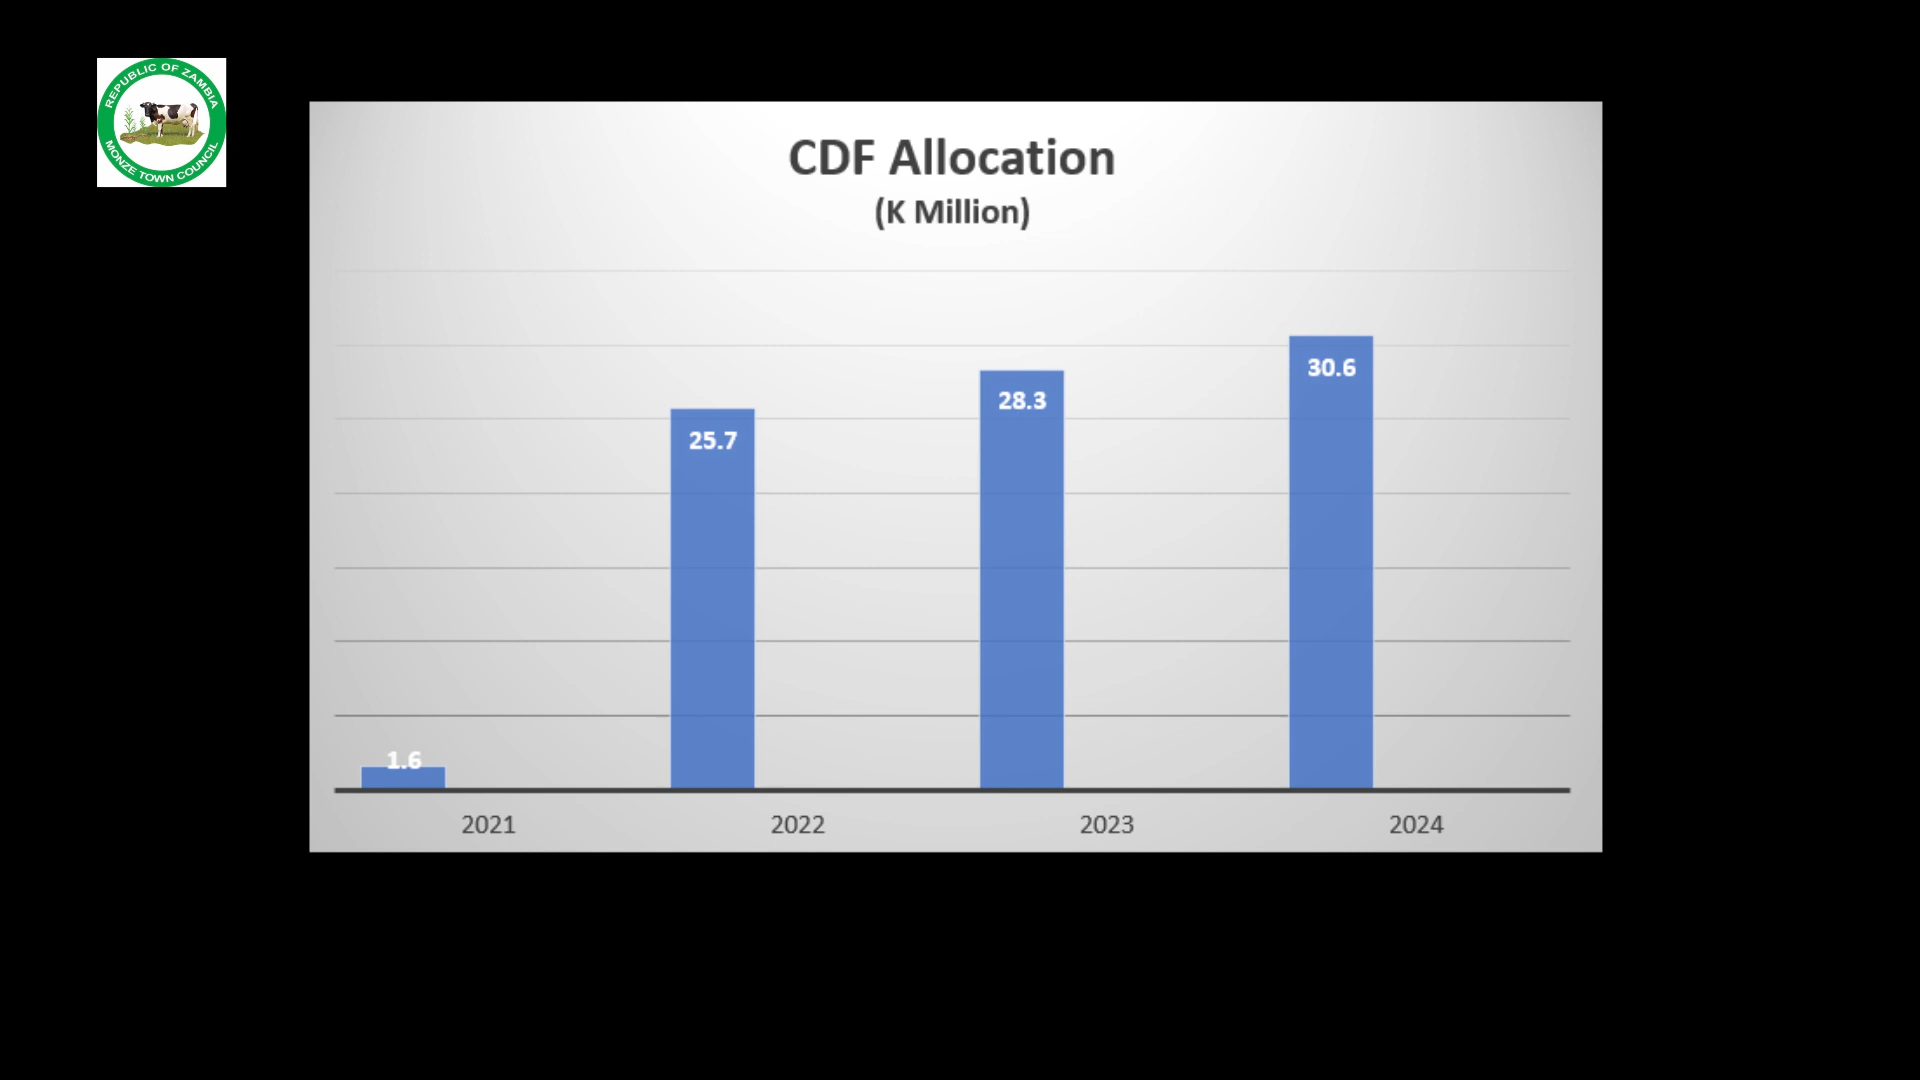 REPUBLIC OF ZAMBIA
MONZE TOWN COUNCIL
CDF Allocation
(K Million)
1.6
25.7
28.3
30.6
2021 2022 2023 2024